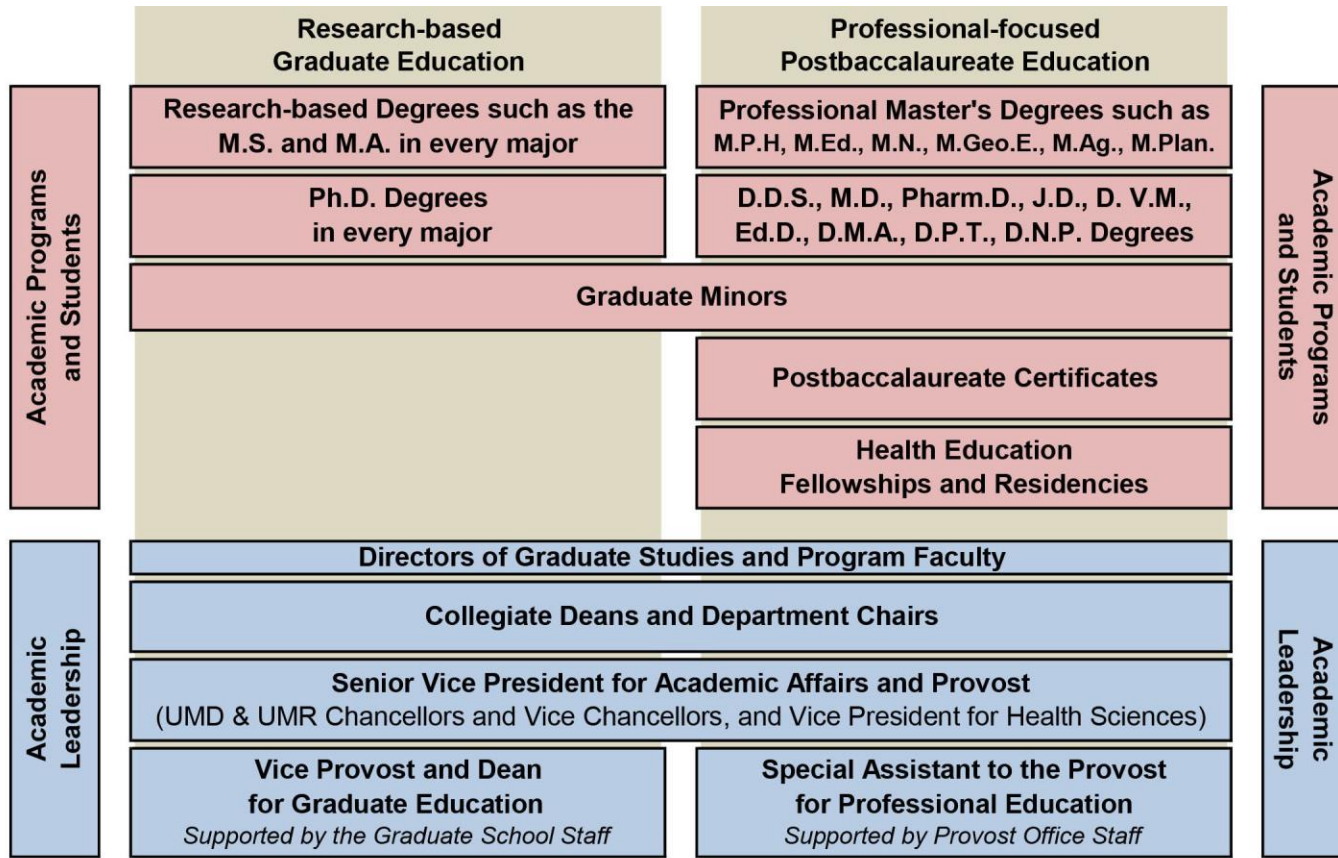 Research-based
Graduate Education
Professional-focused
Postbaccalaureate Education
Academic Programs
and Students
Research-based Degrees such as the
M.S. and M.A. in every major
Professional Master's Degrees such as
M.P.H, M.Ed., M.N., M.Geo.E., M.Ag., M.Plan.
Academic Programs
and Students
Ph.D. Degrees
in every major
D.D.S., M.D., Pharm.D., J.D., D. V.M.,
Ed.D., D.M.A., D.P.T., D.N.P. Degrees
Graduate Minors
Postbaccalaureate Certificates
Health Education
Fellowships and Residencies
Academic
Leadership
Directors of Graduate Studies and Program Faculty
Academic
Leadership
Collegiate Deans and Department Chairs
Senior Vice President for Academic Affairs and Provost
(UMD & UMR Chancellors and Vice Chancellors, and Vice President for Health Sciences)
Vice Provost and Dean
for Graduate Education
Supported by the Graduate School Staff
Special Assistant to the Provost
for Professional Education
Supported by Provost Office Staff